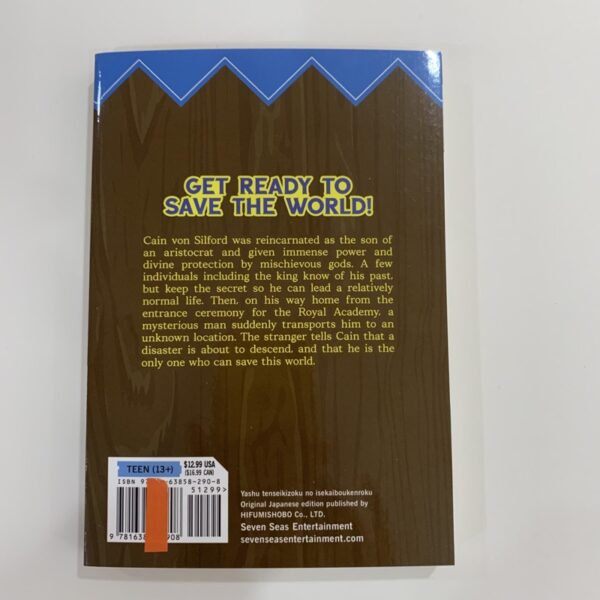 GET READY TO
SAVE THE WORLD!
Cain von Silford was reincarnated as the son of
an aristocrat and given immense power and
divine protection by mischievous gods. A few
individuals including the king know of his past,
but keep the secret so he can lead a relatively
normal life. Then, on his way home from the
entrance ceremony for the Royal Academy, a
mysterious man suddenly transports him to an
unknown location. The stranger tells Cain that a
disaster is about to descend, and that he is the
only one who can save this world.
TEEN (13+)
$12.99 USA
($16.99 CAN)
ISBN 63858-290-8
51299>
9 78163 908
Yashu tenseikizoku no isekaiboukenroku
Original Japanese edition published by
HIFUMISHOBO Co., LTD.
Seven Seas Entertainment
sevenseasentertainment.com